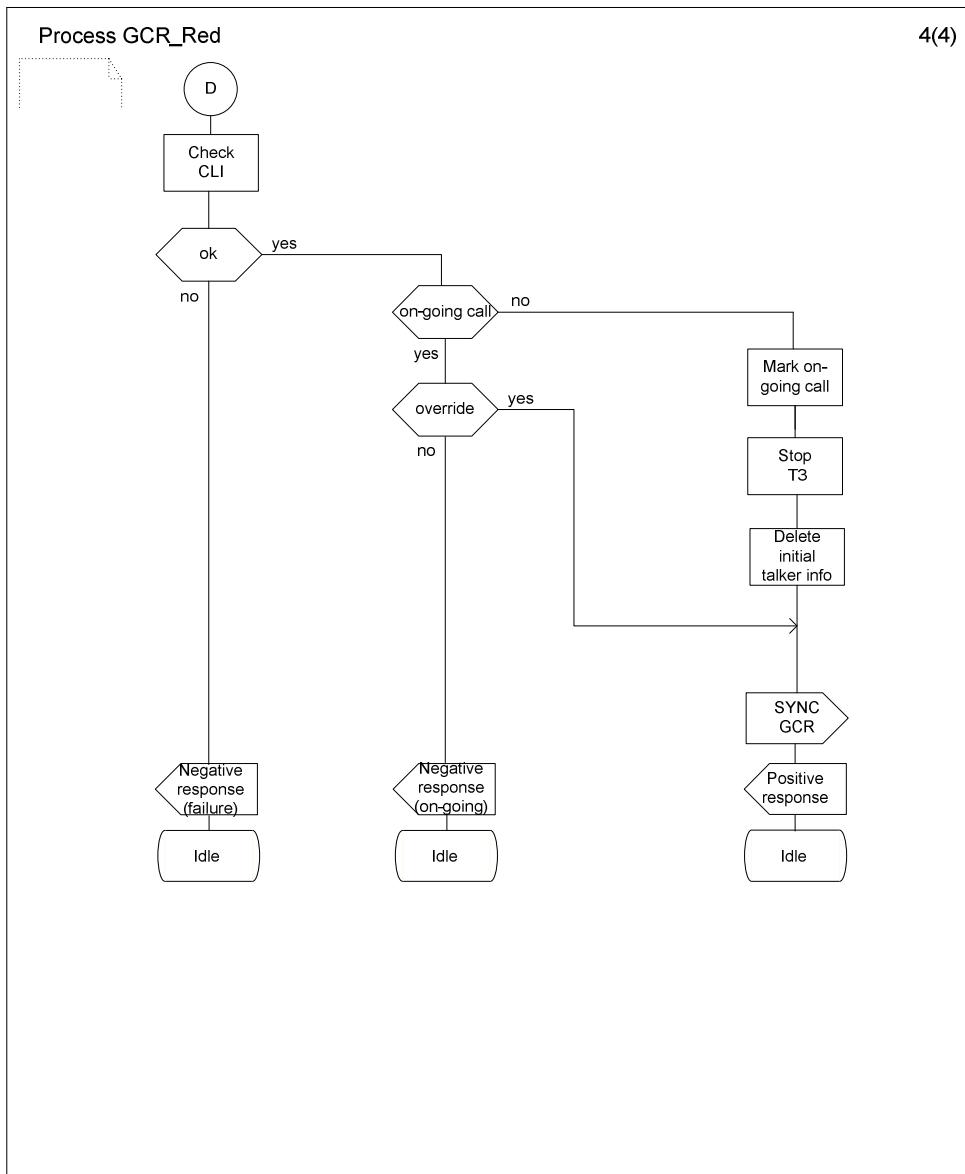 Process GCR_Red
4(4)
D
Check
CLI
ok
yes
no
on-going call
no
yes
Mark on-
going call
override
yes
no
Stop
T3
Delete
initial
talker info
SYNC
GCR
Negative
response
(failure)
Negative
response
(on-going)
Positive
response
Idle
Idle
Idle